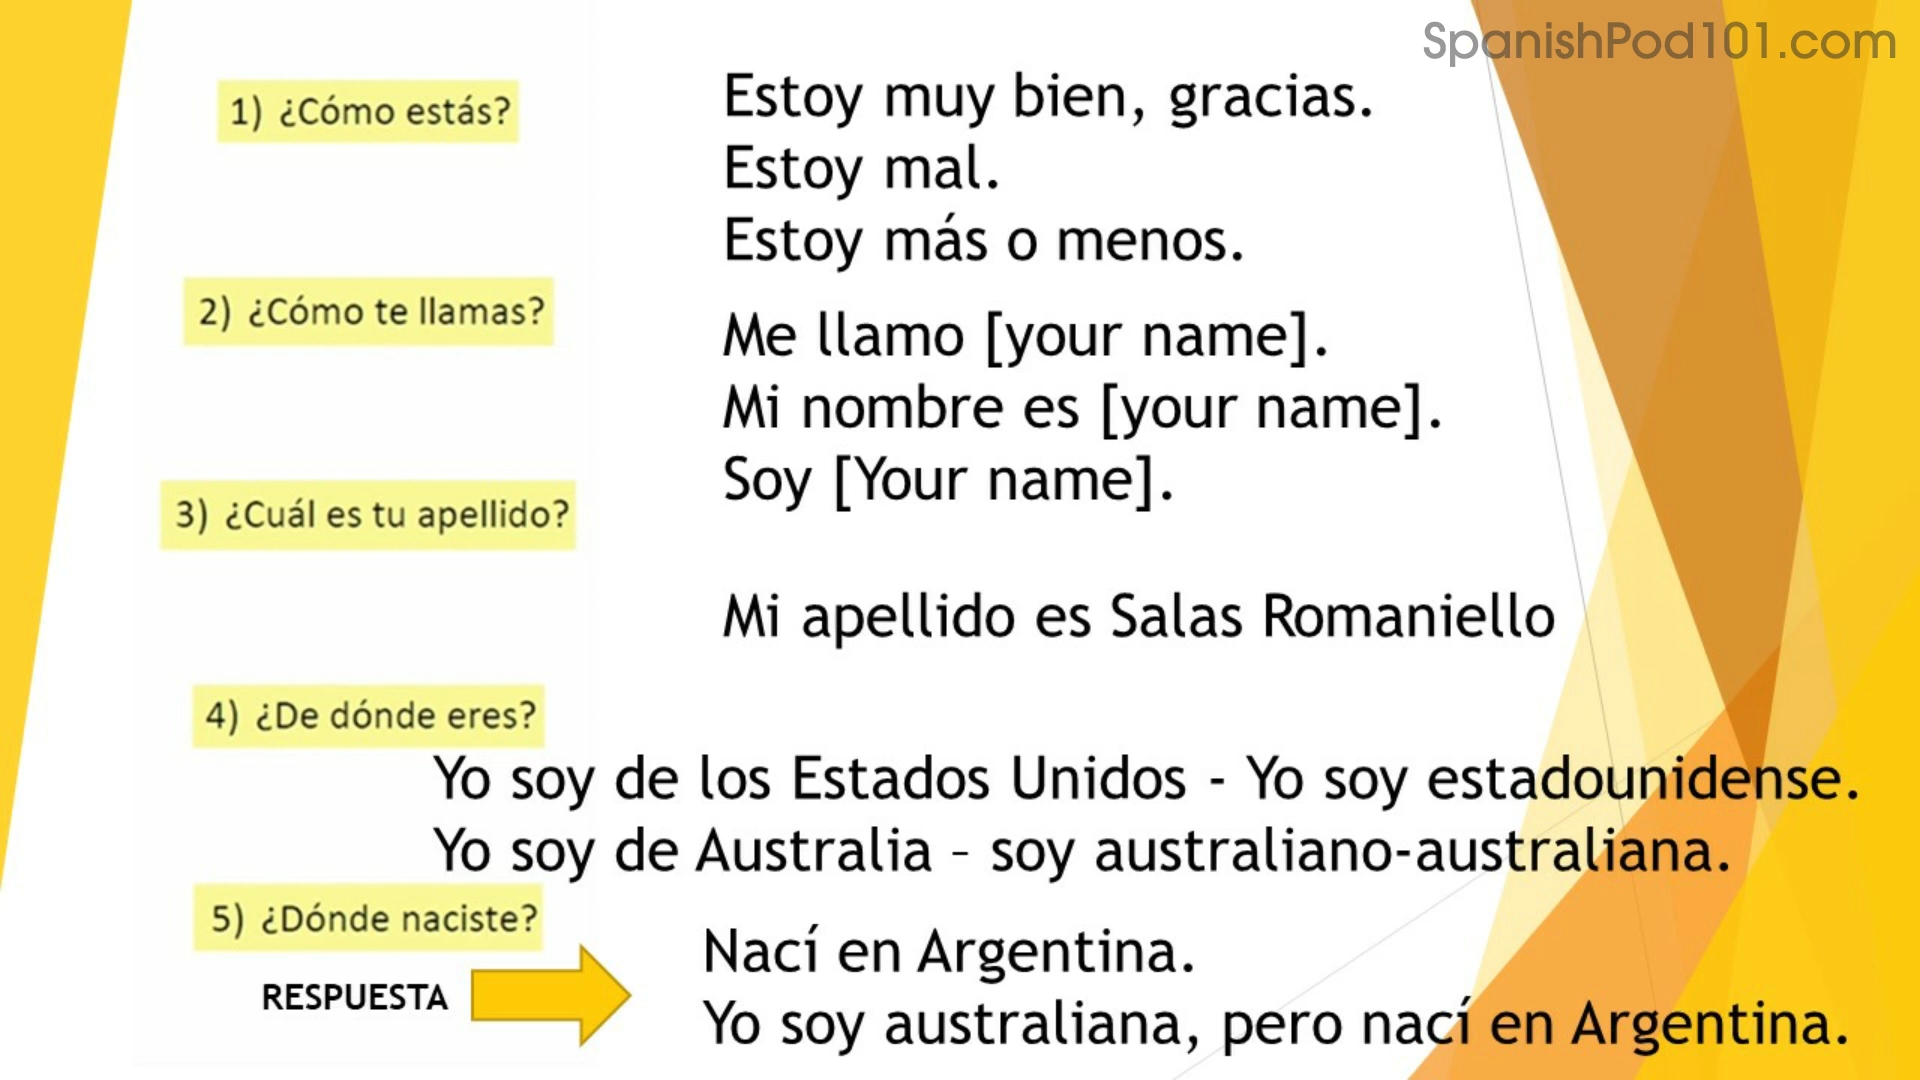 SpanishPod101.com
1) ¿Cómo estás?
Estoy muy bien, gracias.
Estoy mal.
Estoy más o menos.
2) ¿Cómo te llamas?
Me llamo [your name].
Mi nombre es [your name].
Soy [Your name].
3) ¿Cuál es tu apellido?
Mi apellido es Salas Romaniello
4) ¿De dónde eres?
Yo soy de los Estados Unidos - Yo soy estadounidense.
Yo soy de Australia – soy australiano-australiana.
5) ¿Dónde naciste?
RESPUESTA
Nací en Argentina.
Yo soy australiana, pero nací en Argentina.